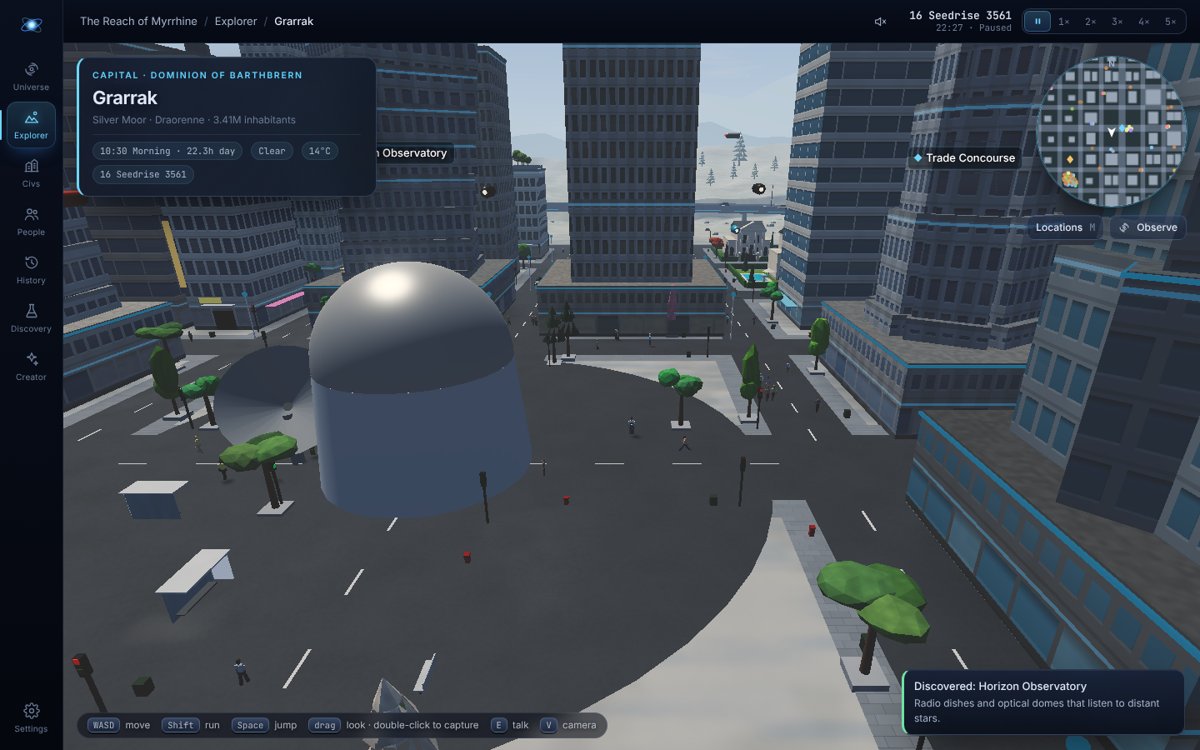 The Reach of Myrrhine / Explorer / Grarrak
16 Seedrise 3561
22:27 · Paused
1×
2×
3×
4×
5×
Universe
Explorer
Civs
People
History
Discovery
Creator
Settings
CAPITAL · DOMINION OF BARTHBRERN
Grarrak
Silver Moor · Draorenne · 3.41M inhabitants
10:30 Morning · 22.3h day
Clear
14°C
16 Seedrise 3561
n Observatory
Trade Concourse
N
Locations M
Observe
Discovered: Horizon Observatory
Radio dishes and optical domes that listen to distant
stars.
WASD move Shift run Space jump drag look · double-click to capture E talk V camera